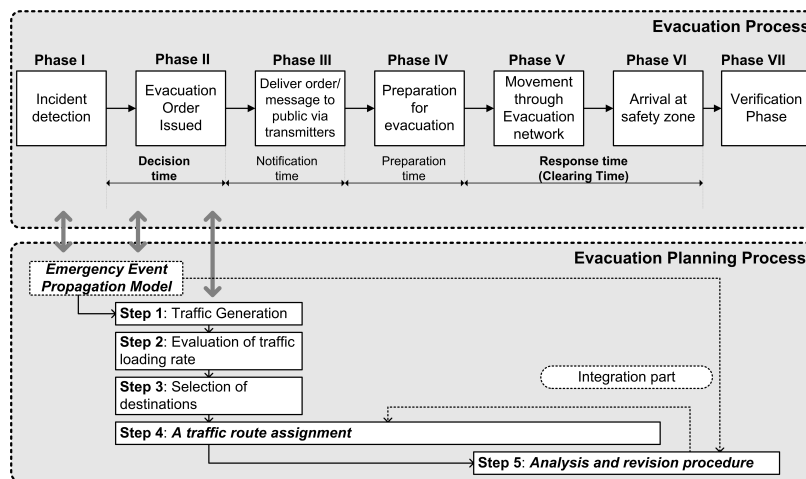 Evacuation Process
Phase I
Phase II
Phase III
Phase IV
Phase V
Phase VI
Phase VII
Incident
detection
Evacuation
Order
Issued
Deliver order/
message to
public via
transmitters
Preparation
for
evacuation
Movement
through
Evacuation
network
Arrival at
safety zone
Verification
Phase
Decision
time
Notification
time
Preparation
time
Response time
(Clearing Time)
Evacuation Planning Process
Emergency Event
Propagation Model
Step 1: Traffic Generation
Step 2: Evaluation of traffic
loading rate
Step 3: Selection of
destinations
Integration part
Step 4: A traffic route assignment
Step 5: Analysis and revision procedure